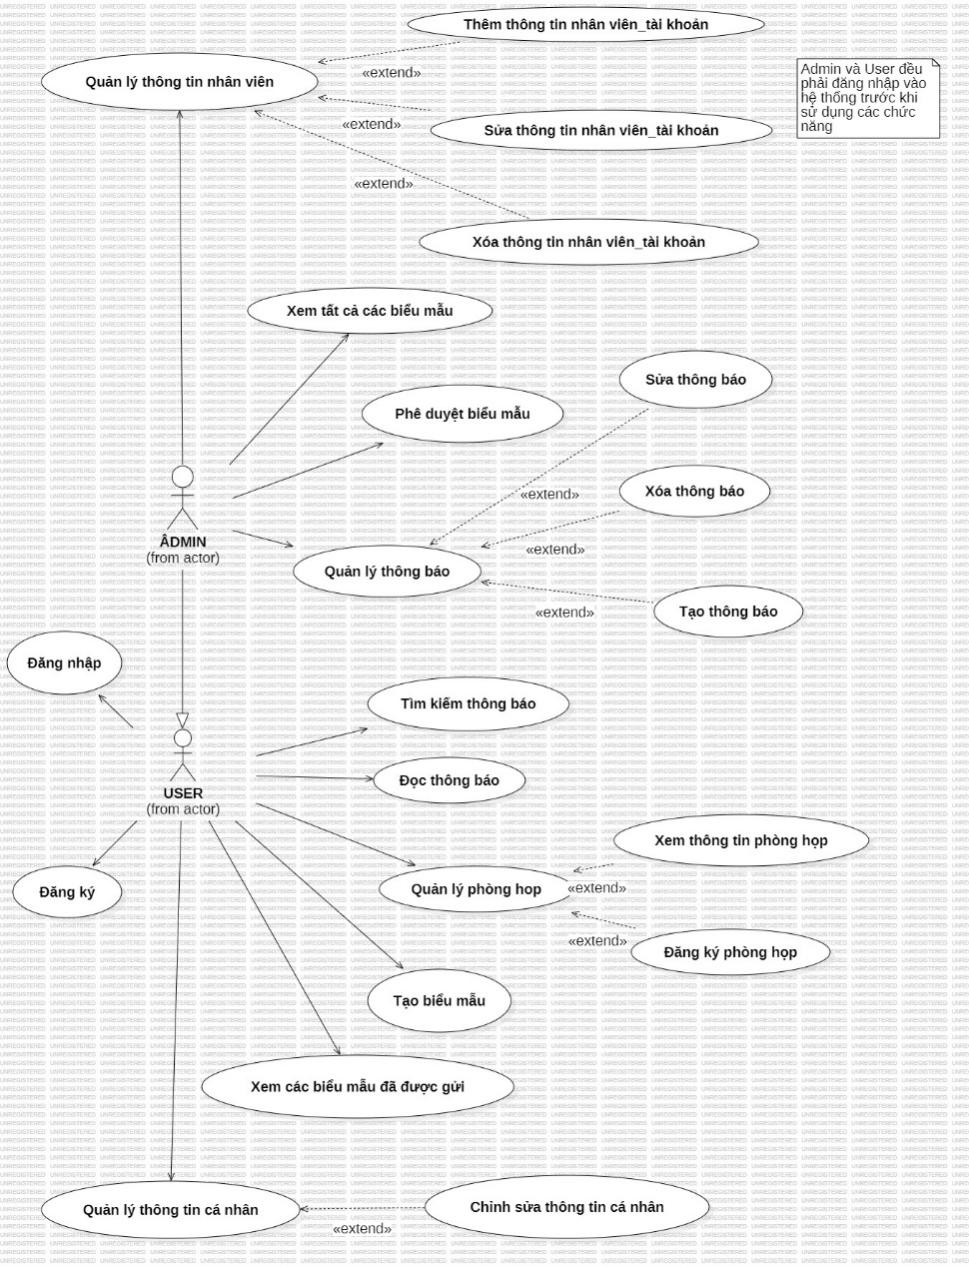 Thêm thông tin nhân viên_tài khoản
Quản lý thông tin nhân viên
«extend»
Admin và User đều
phải đăng nhập vào
hệ thống trước khi
sử dụng các chức
năng
«extend»
Sửa thông tin nhân viên_tài khoản
«extend»
Xóa thông tin nhân viên_tài khoản
Xem tất cả các biểu mẫu
Sửa thông báo
Phê duyệt biểu mẫu
«extend»
Xóa thông báo
ÂDMIN
(from actor)
«extend»
Quản lý thông báo
«extend»
Tạo thông báo
Đăng nhập
Tìm kiếm thông báo
Đọc thông báo
USER
(from actor)
Xem thông tin phòng họp
Đăng ký
Quản lý phòng hop
«extend»
«extend»
Đăng ký phòng họp
Tạo biểu mẫu
Xem các biểu mẫu đã được gửi
Quản lý thông tin cá nhân
Chỉnh sửa thông tin cá nhân
«extend»
UNREGISTERED